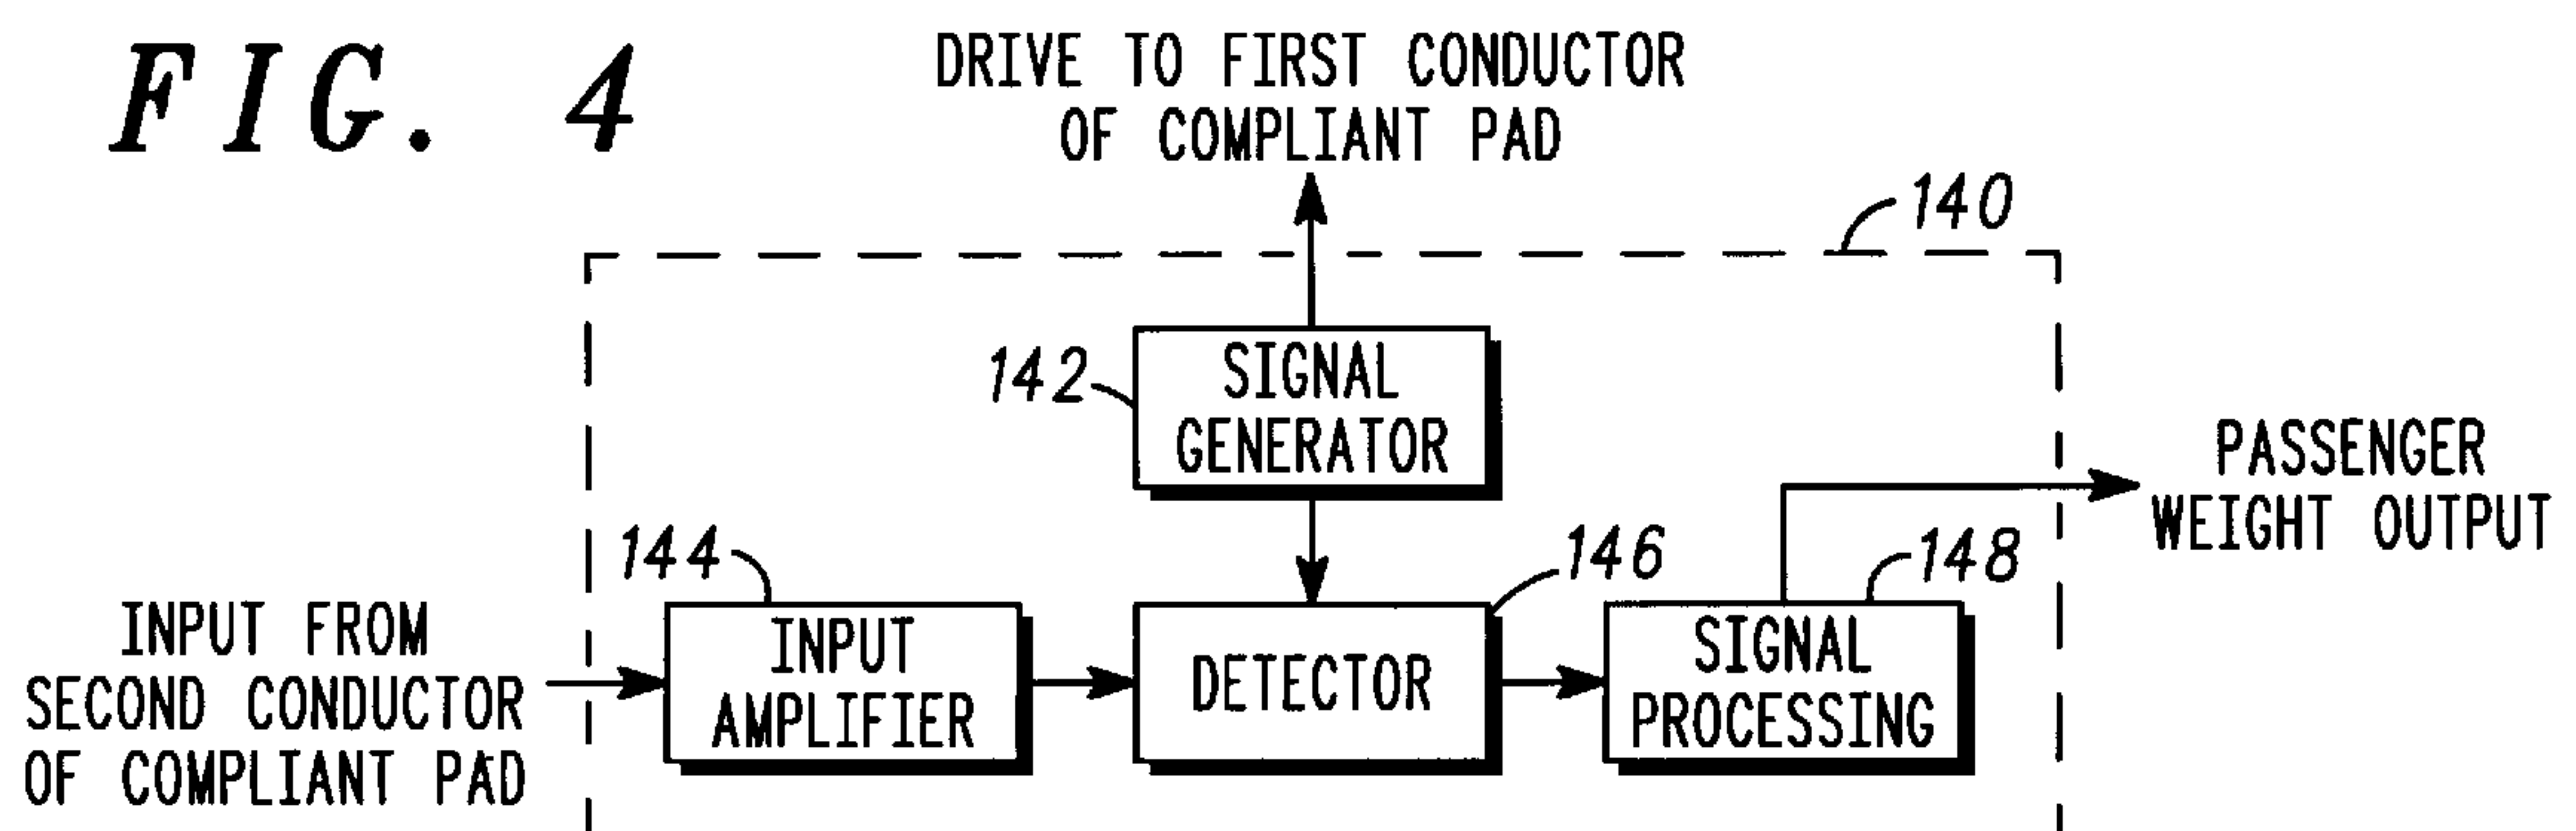 FIG. 4
DRIVE TO FIRST CONDUCTOR
OF COMPLIANT PAD
140
142
SIGNAL
GENERATOR
PASSENGER
WEIGHT OUTPUT
144
146
148
INPUT FROM
SECOND CONDUCTOR
OF COMPLIANT PAD
INPUT
AMPLIFIER
DETECTOR
SIGNAL
PROCESSING